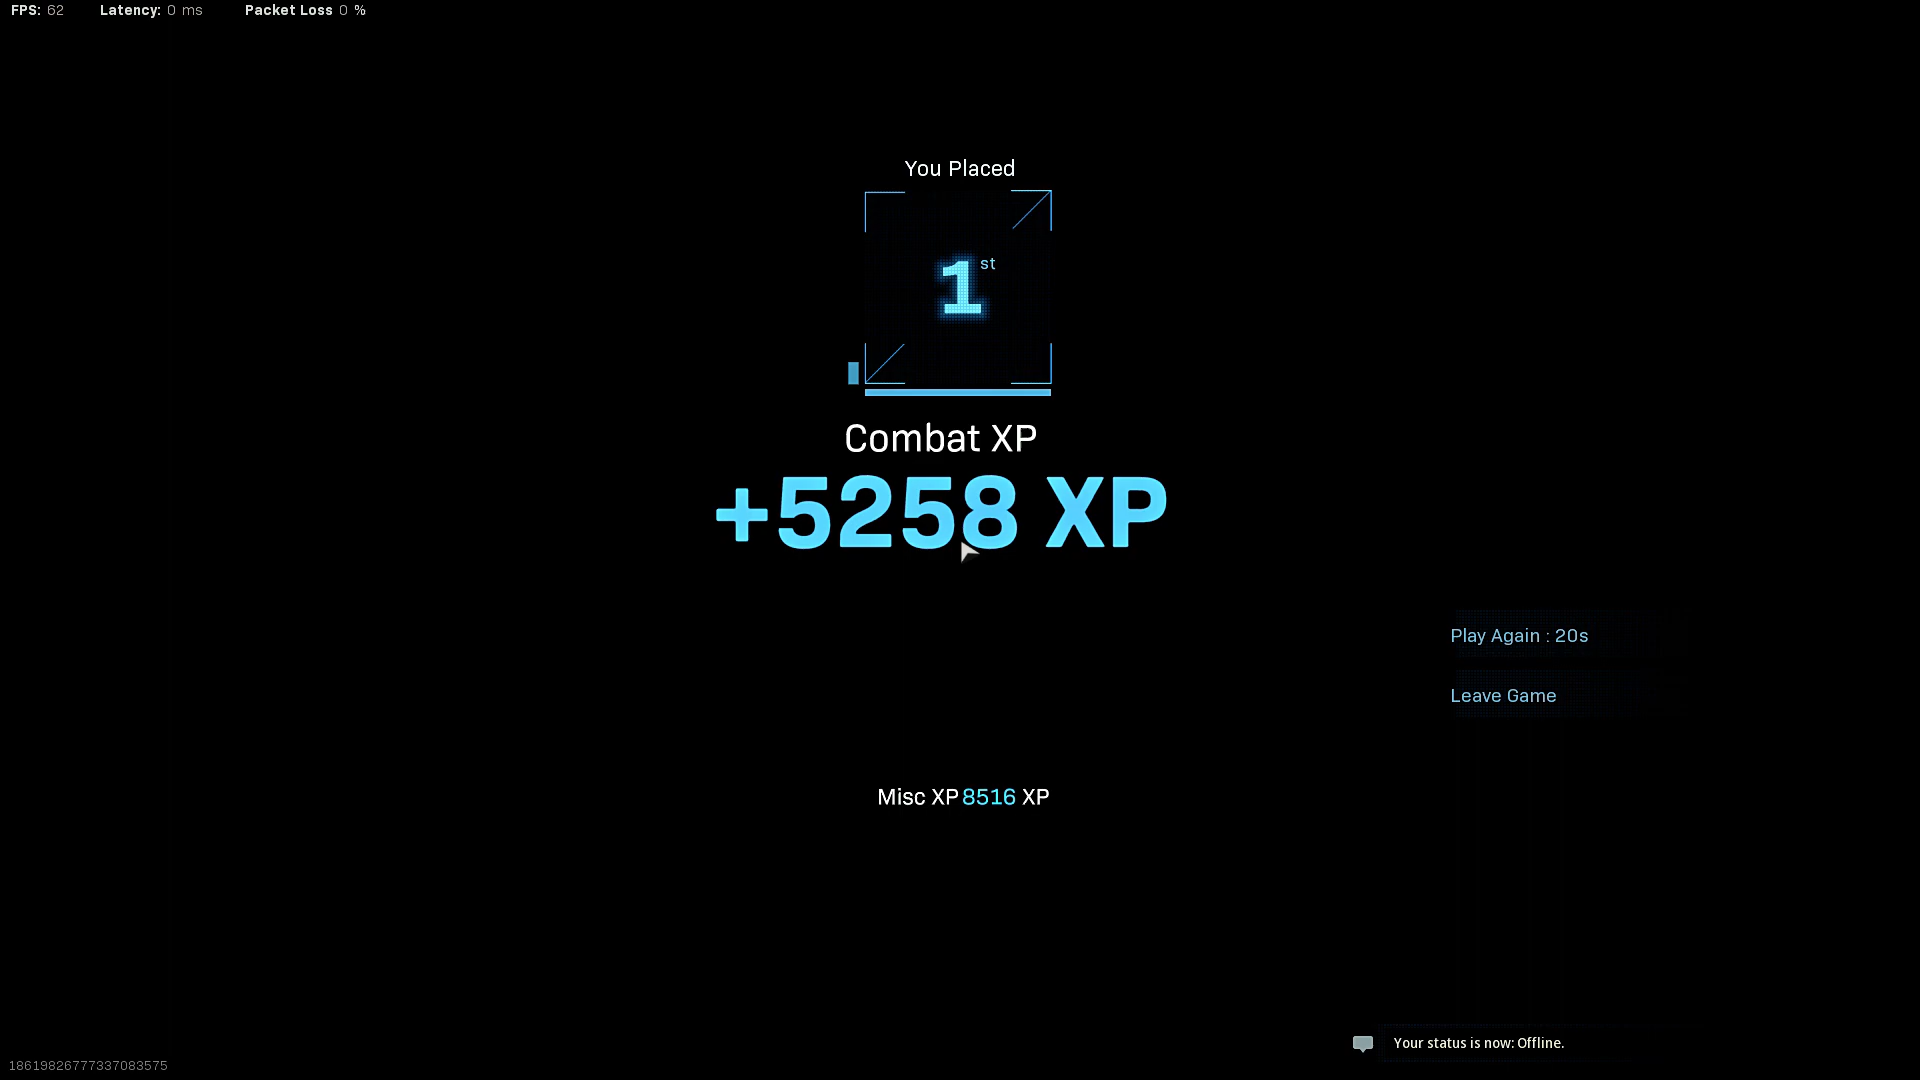 FPS: 62 Latency: 0 ms Packet Loss 0 %
You Placed
1st
Combat XP
+5258 XP
Play Again : 20s
Leave Game
Misc XP 8516 XP
Your status is now: Offline.
18619826777337083575